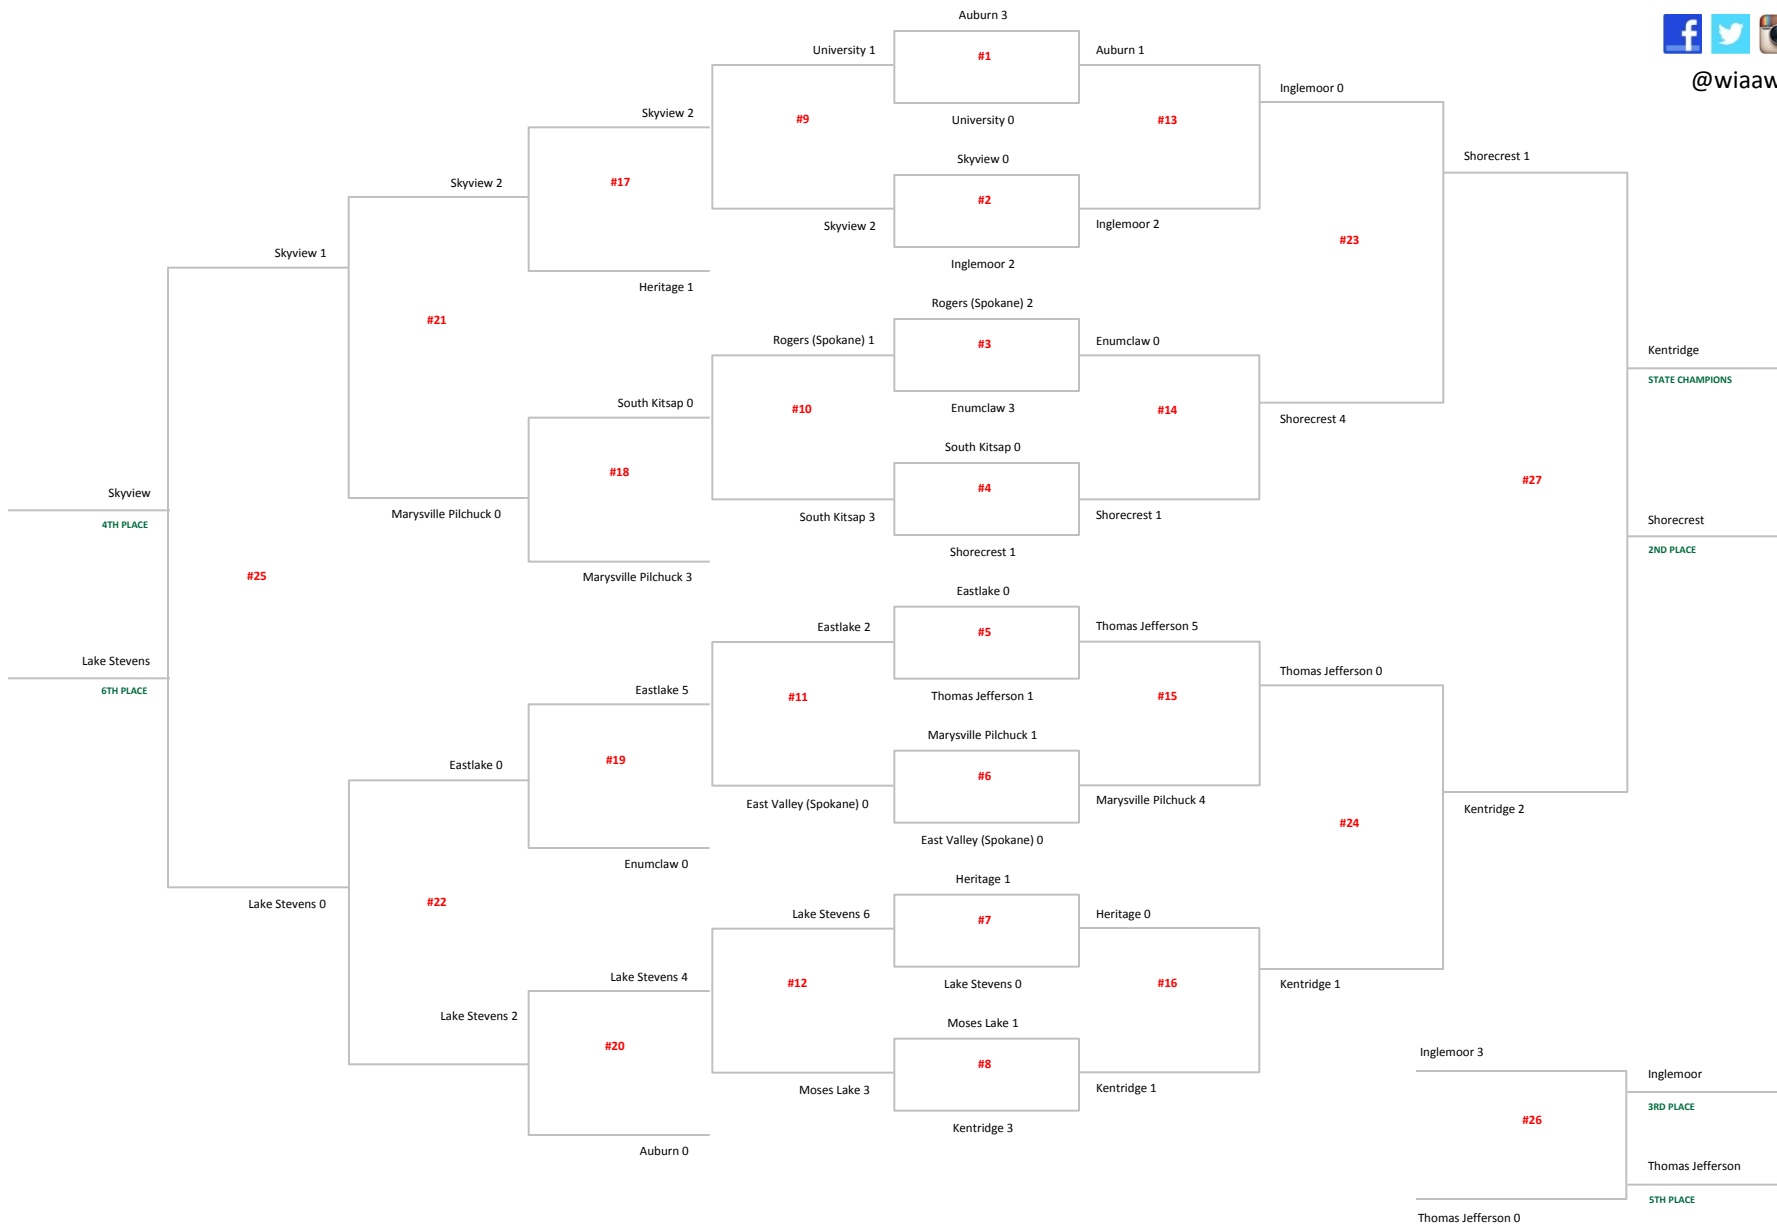 Auburn 3
University 1
#1
Auburn 1
@wiaaw
Inglemoor 0
Skyview 2
#9
University 0
#13
Shorecrest 1
Skyview 0
Skyview 2
#17
#2
Skyview 2
Inglemoor 2
#23
Skyview 1
Inglemoor 2
Heritage 1
Rogers (Spokane) 2
#21
Rogers (Spokane) 1
#3
Enumclaw 0
Kentridge
STATE CHAMPIONS
South Kitsap 0
#10
Enumclaw 3
#14
Shorecrest 4
South Kitsap 0
#18
#4
#27
Skyview
4TH PLACE
Marysville Pilchuck 0
South Kitsap 3
Shorecrest 1
Shorecrest
2ND PLACE
Shorecrest 1
#25
Marysville Pilchuck 3
Eastlake 0
Eastlake 2
#5
Thomas Jefferson 5
Lake Stevens
6TH PLACE
Thomas Jefferson 0
Eastlake 5
#11
Thomas Jefferson 1
#15
Marysville Pilchuck 1
Eastlake 0
#19
#6
East Valley (Spokane) 0
Marysville Pilchuck 4
Kentridge 2
#24
East Valley (Spokane) 0
Enumclaw 0
Heritage 1
Lake Stevens 0
#22
Lake Stevens 6
#7
Heritage 0
Lake Stevens 4
#12
Lake Stevens 0
#16
Kentridge 1
Lake Stevens 2
Moses Lake 1
#20
#8
Inglemoor 3
Moses Lake 3
Kentridge 1
Inglemoor
3RD PLACE
Kentridge 3
#26
Auburn 0
Thomas Jefferson
5TH PLACE
Thomas Jefferson 0